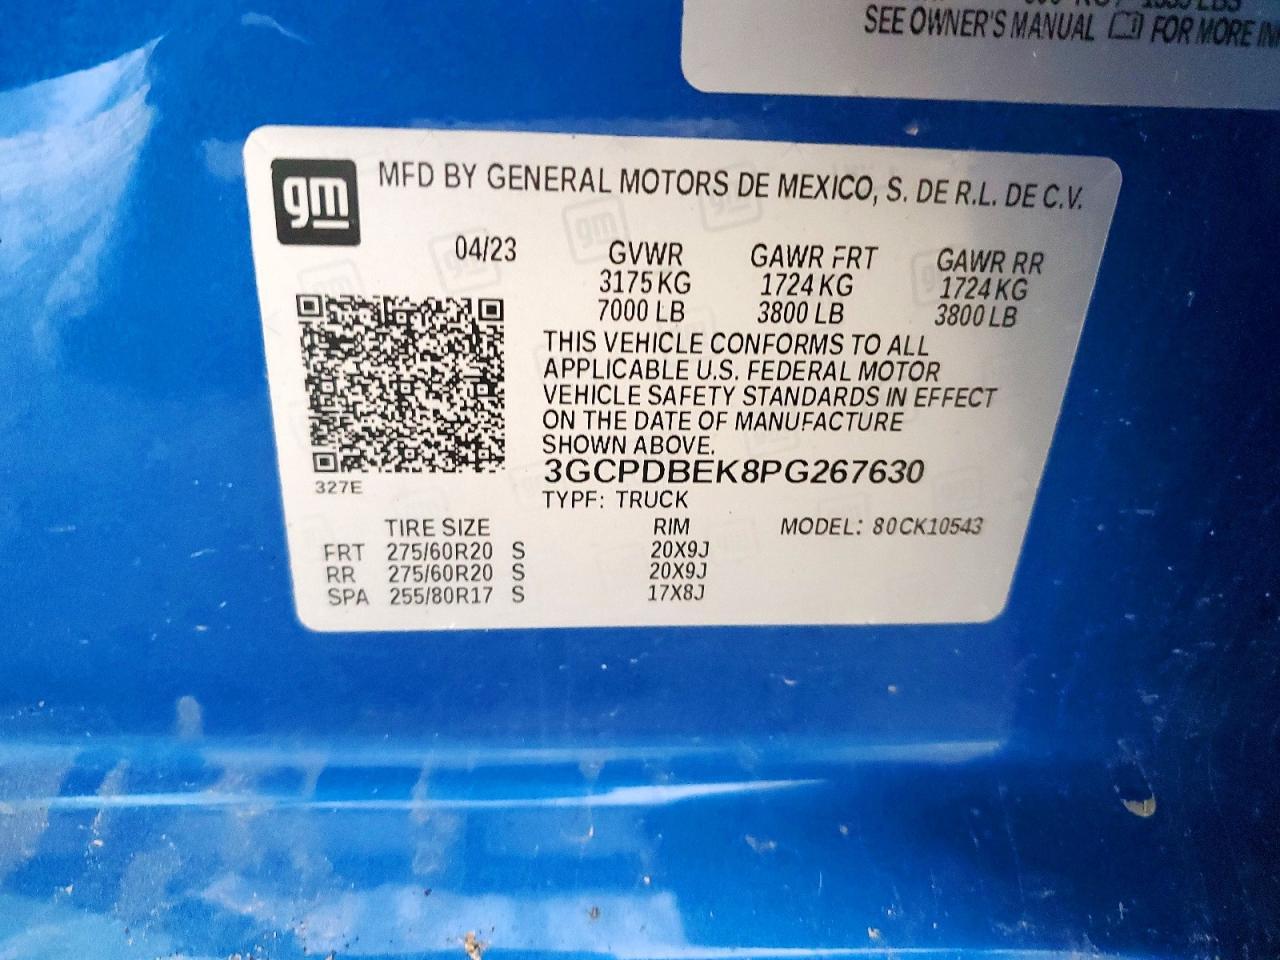 SEE OWNER'S MANUAL FOR MORE
gm MFD BY GENERAL MOTORS DE MEXICO, S. DE R.L. DE C.V.
04/23 GVWR GAWR FRT GAWR RR
3175 KG 1724 KG 1724 KG
7000 LB 3800 LB 3800 LB
THIS VEHICLE CONFORMS TO ALL
APPLICABLE U.S. FEDERAL MOTOR
VEHICLE SAFETY STANDARDS IN EFFECT
ON THE DATE OF MANUFACTURE
SHOWN ABOVE.
3GCPDBEK8PG267630
327E
TYPE: TRUCK
TIRE SIZE RIM MODEL: 80CK10543
FRT 275/60R20 S 20X9J
RR 275/60R20 S 20X9J
SPA 255/80R17 S 17X8J